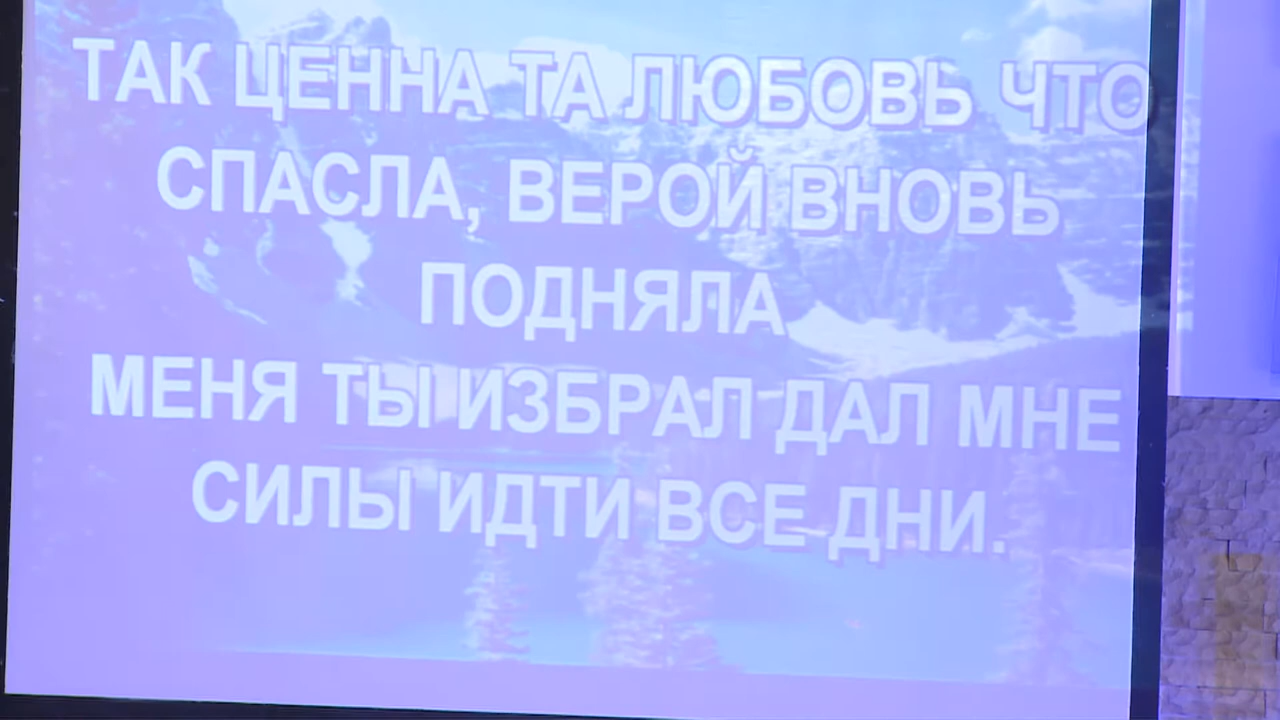 ТАК ЦЕННА ТА ЛЮБОВЬ ЧТО
СПАСЛА, ВЕРОЙ ВНОВЬ
ПОДНЯЛА
МЕНЯ ТЫ ИЗБРАЛ ДАЛ МНЕ
СИЛЫ ИДТИ ВСЕ ДНИ.